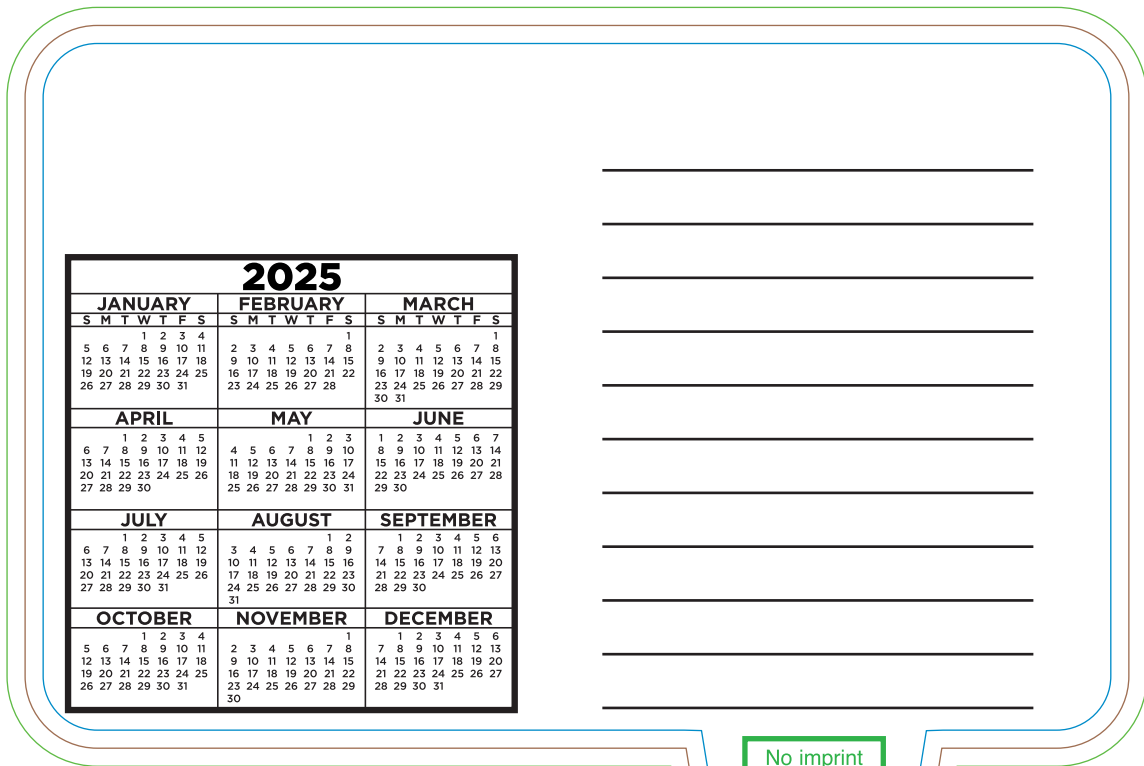 2025
JANUARY FEBRUARY MARCH
S M T W T F S S M T W T F S S M T W T F S
1 2 3 4 1 1
5 6 7 8 9 10 11 2 3 4 5 6 7 8 2 3 4 5 6 7 8
12 13 14 15 16 17 18 9 10 11 12 13 14 15 9 10 11 12 13 14 15
19 20 21 22 23 24 25 16 17 18 19 20 21 22 16 17 18 19 20 21 22
26 27 28 29 30 31 23 24 25 26 27 28 23 24 25 26 27 28 29
30 31
APRIL MAY JUNE
1 2 3 4 5 1 2 3 1 2 3 4 5 6 7
6 7 8 9 10 11 12 4 5 6 7 8 9 10 8 9 10 11 12 13 14
13 14 15 16 17 18 19 11 12 13 14 15 16 17 15 16 17 18 19 20 21
20 21 22 23 24 25 26 18 19 20 21 22 23 24 22 23 24 25 26 27 28
27 28 29 30 25 26 27 28 29 30 31 29 30
JULY AUGUST SEPTEMBER
1 2 3 4 5 1 2 1 2 3 4 5 6
6 7 8 9 10 11 12 3 4 5 6 7 8 9 7 8 9 10 11 12 13
13 14 15 16 17 18 19 10 11 12 13 14 15 16 14 15 16 17 18 19 20
20 21 22 23 24 25 26 17 18 19 20 21 22 23 21 22 23 24 25 26 27
27 28 29 30 31 24 25 26 27 28 29 30 28 29 30
31
OCTOBER NOVEMBER DECEMBER
1 2 3 4 1 1 2 3 4 5 6
5 6 7 8 9 10 11 2 3 4 5 6 7 8 7 8 9 10 11 12 13
12 13 14 15 16 17 18 9 10 11 12 13 14 15 14 15 16 17 18 19 20
19 20 21 22 23 24 25 16 17 18 19 20 21 22 21 22 23 24 25 26 27
26 27 28 29 30 31 23 24 25 26 27 28 29 28 29 30 31
30
No imprint